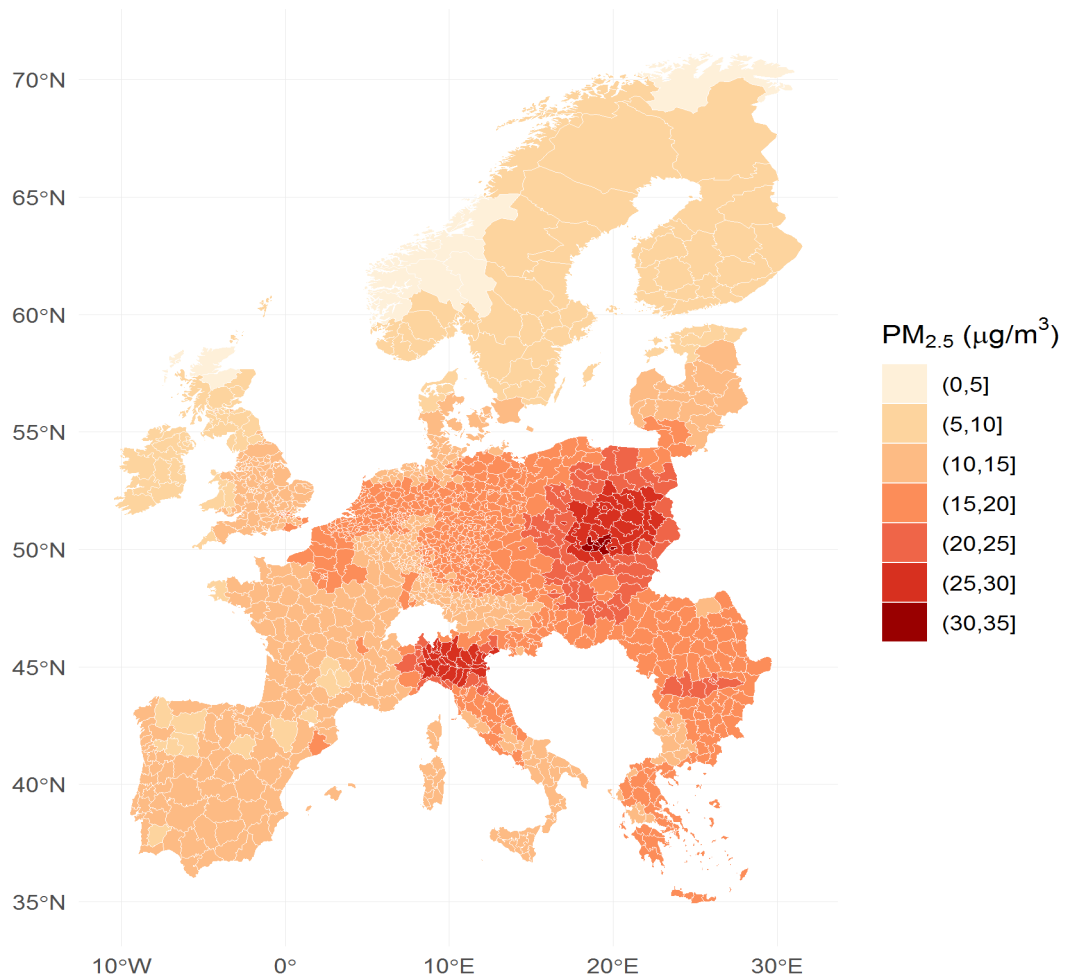 70°N
65°N
60°N
55°N
50°N
45°N
40°N
35°N
10°W 0° 10°E 20°E 30°E
PM2.5 (μg/m³)
(0,5]
(5,10]
(10,15]
(15,20]
(20,25]
(25,30]
(30,35]